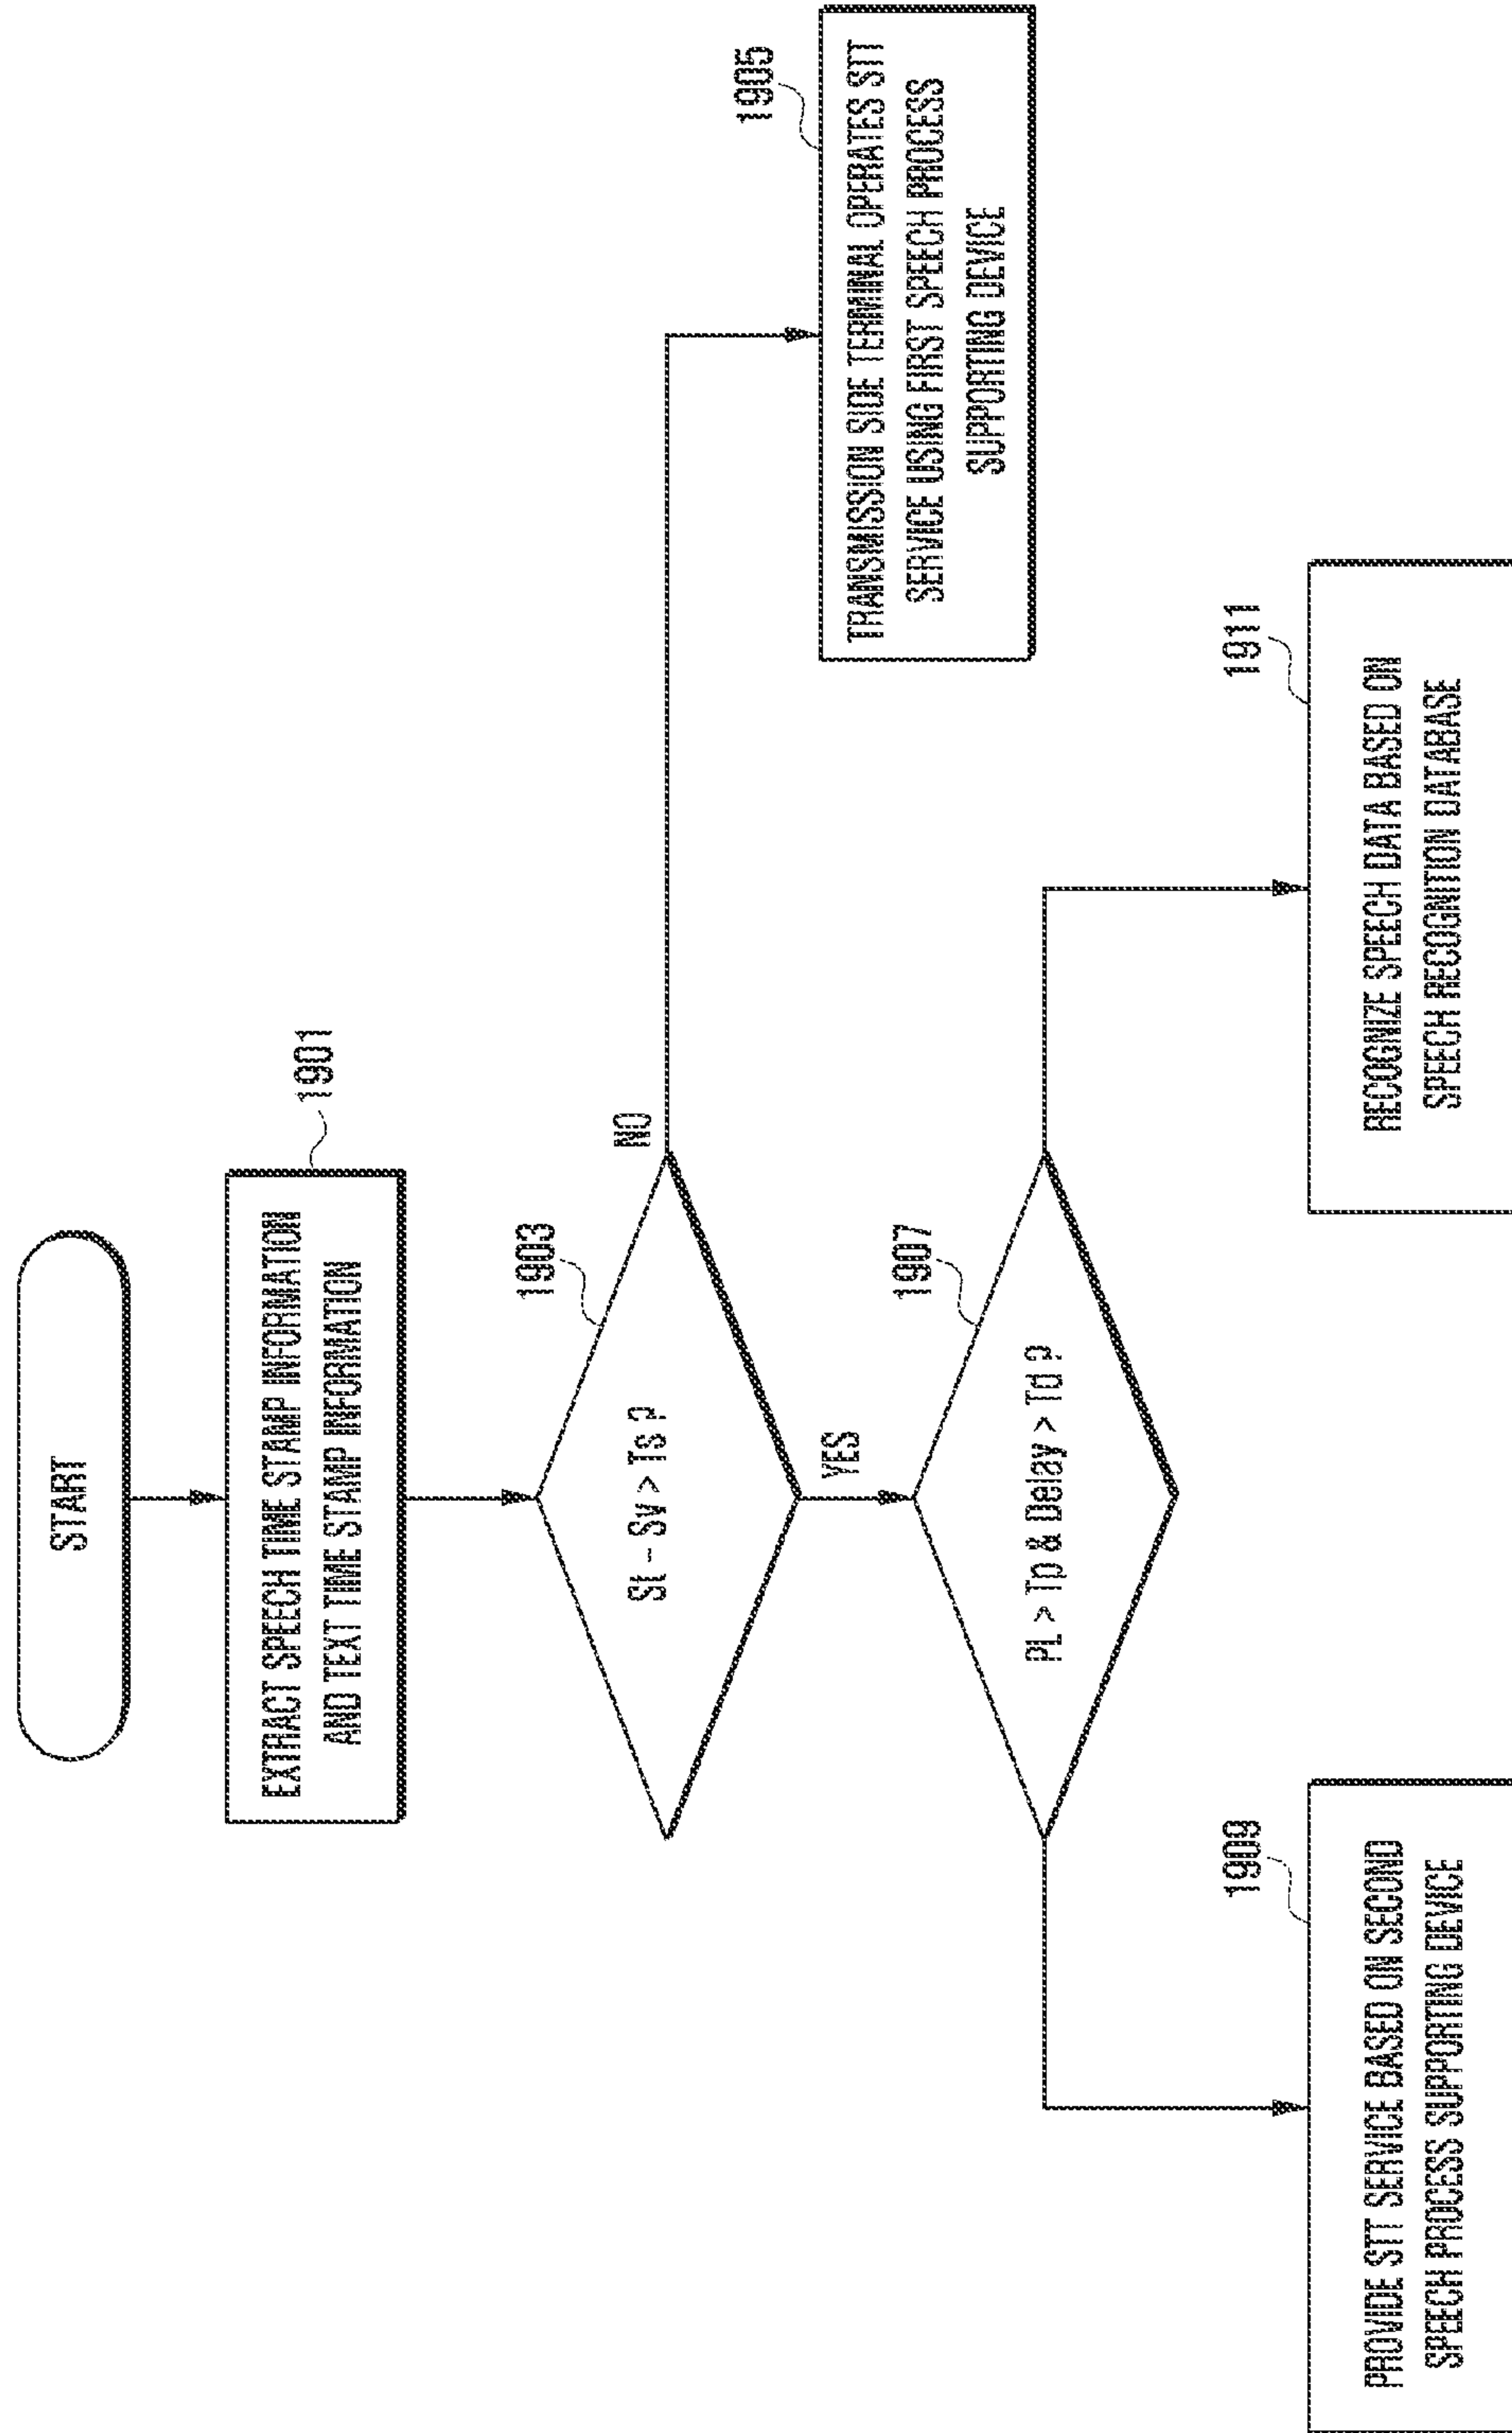 START
1901
EXTRACT SPEECH TIME STAMP INFORMATION
AND TEXT TIME STAMP INFORMATION
1903
St - Sv > Ts ?
NO
YES
1905
TRANSMISSION SIDE TERMINAL OPERATES STT
SERVICE USING FIRST SPEECH PROCESS
SUPPORTING DEVICE
1907
PL > Tp & Delay > Td ?
1909
PROVIDE STT SERVICE BASED ON SECOND
SPEECH PROCESS SUPPORTING DEVICE
1911
RECOGNIZE SPEECH DATA BASED ON
SPEECH RECOGNITION DATABASE